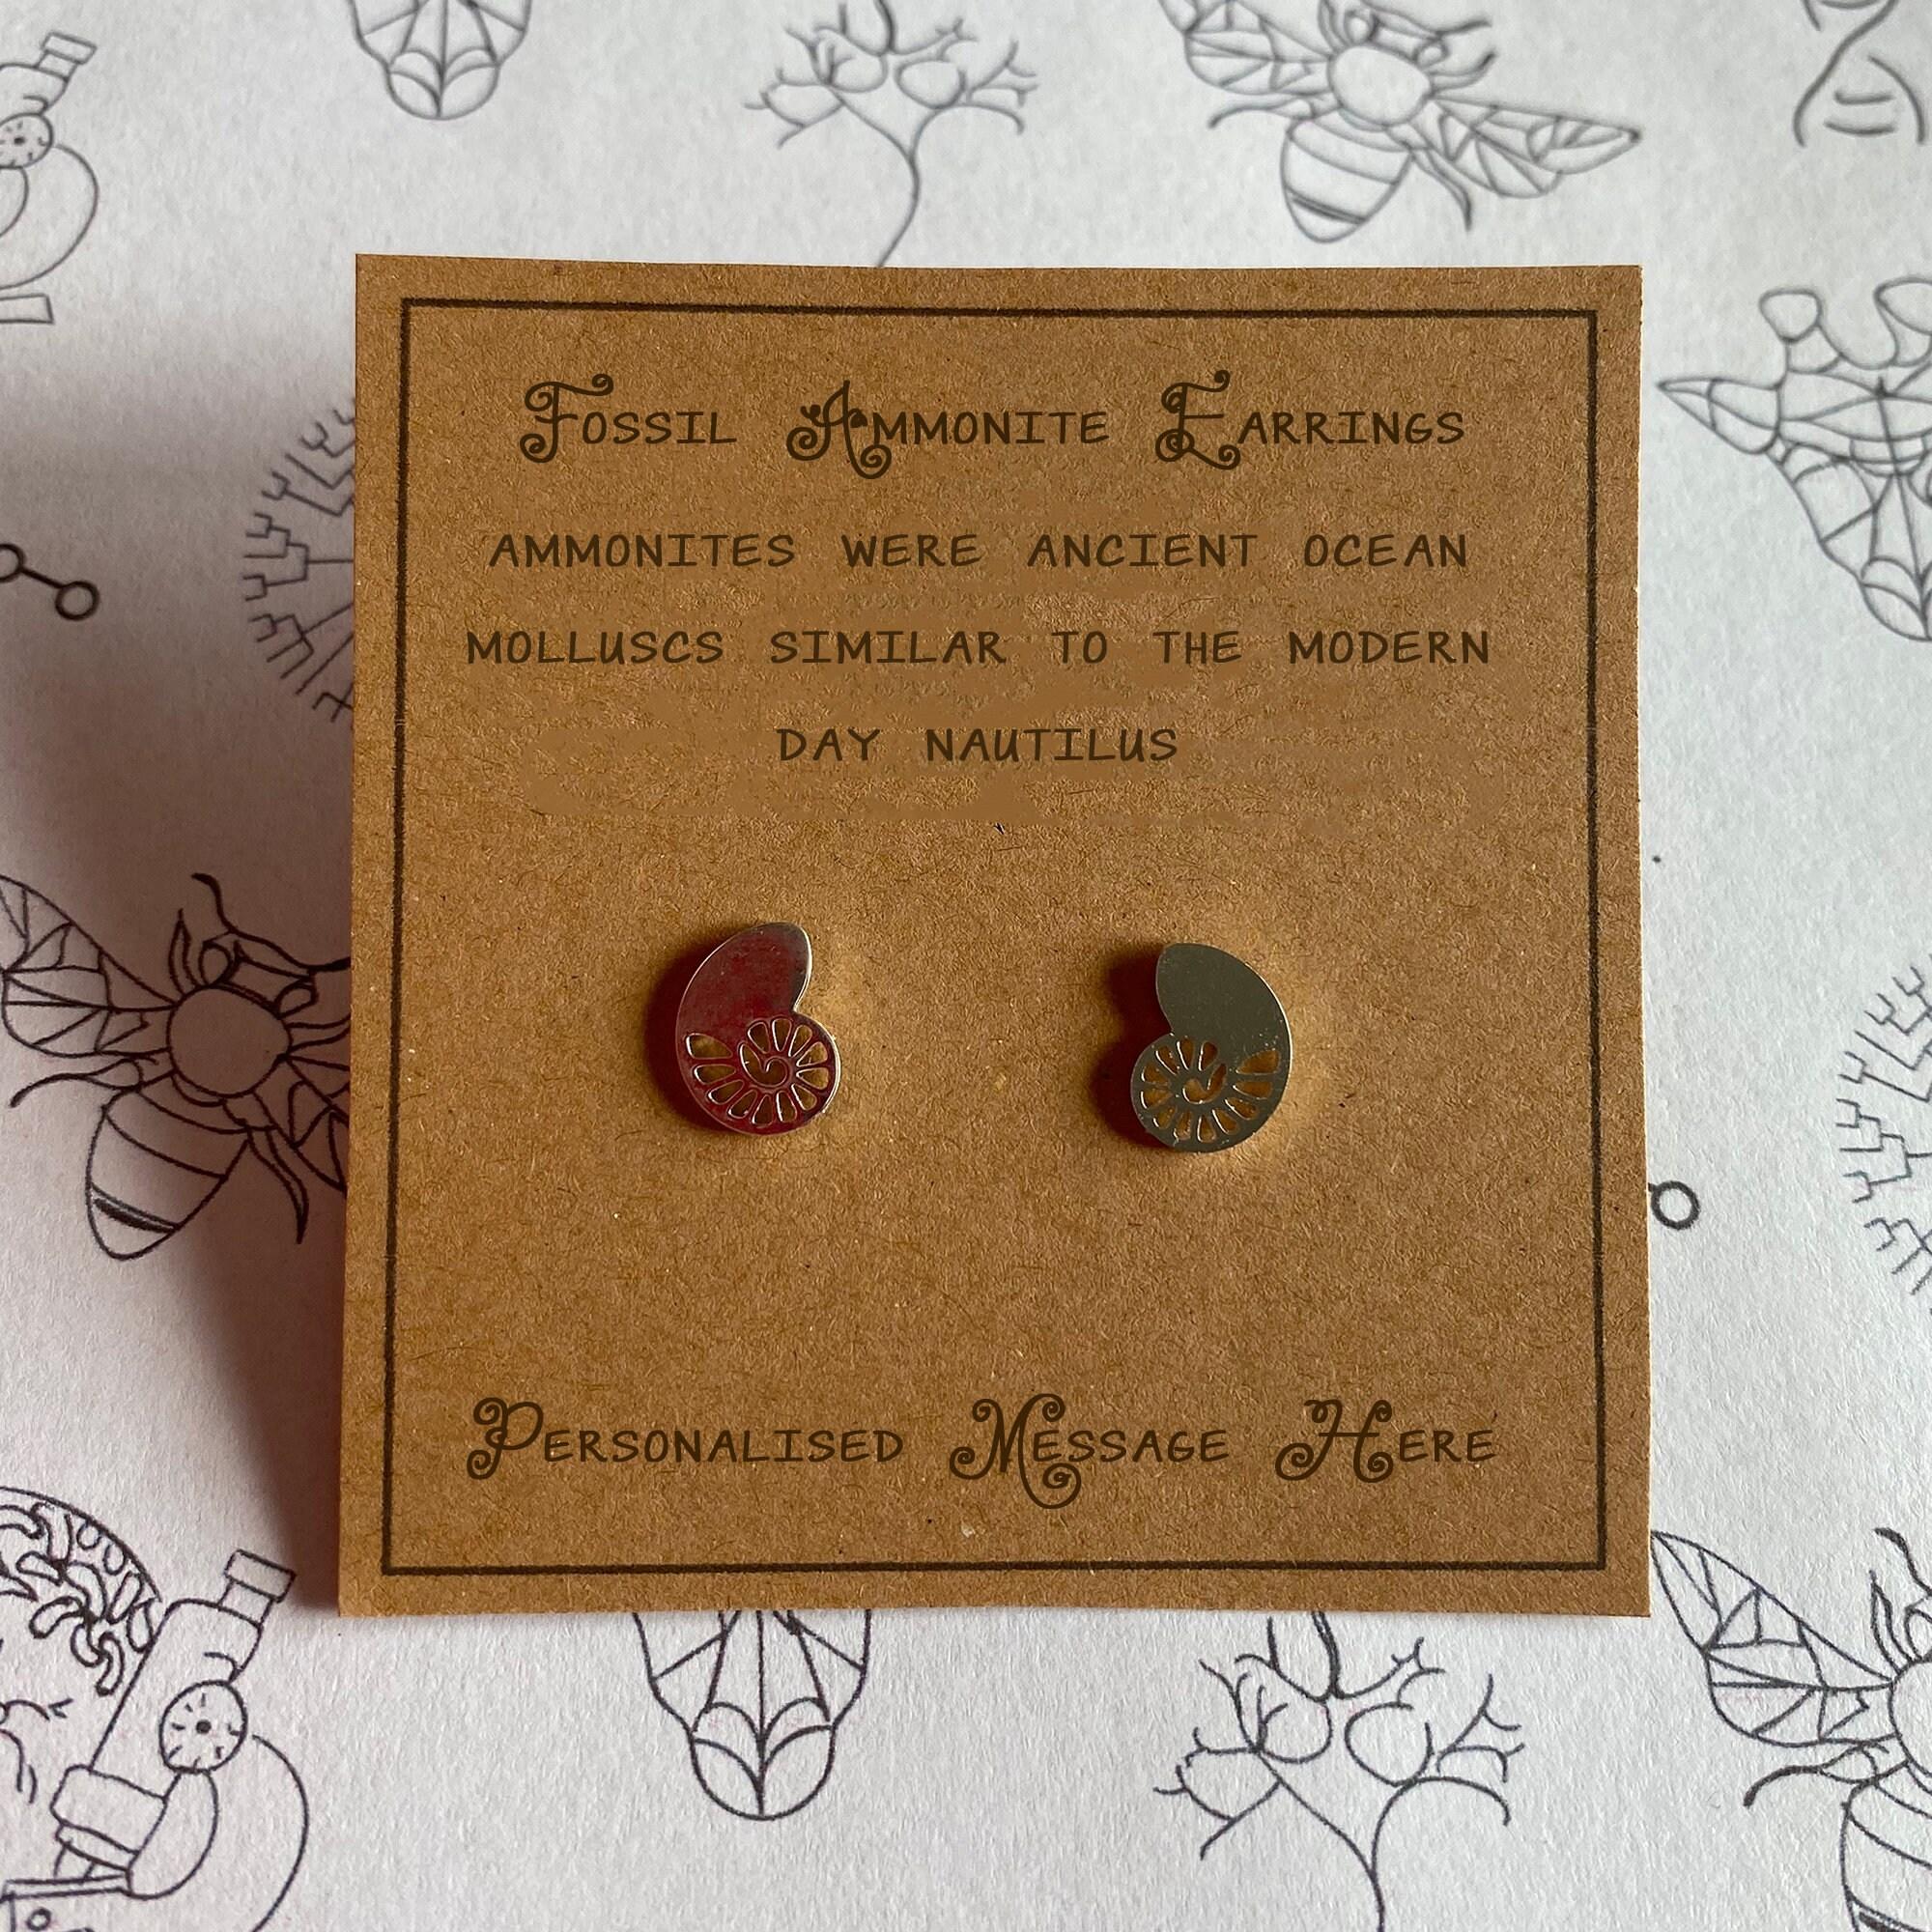 Fossil Ammonite Earrings
AMMONITES WERE ANCIENT OCEAN
MOLLUSCS SIMILAR TO THE MODERN
DAY NAUTILUS
Personalised Message Here